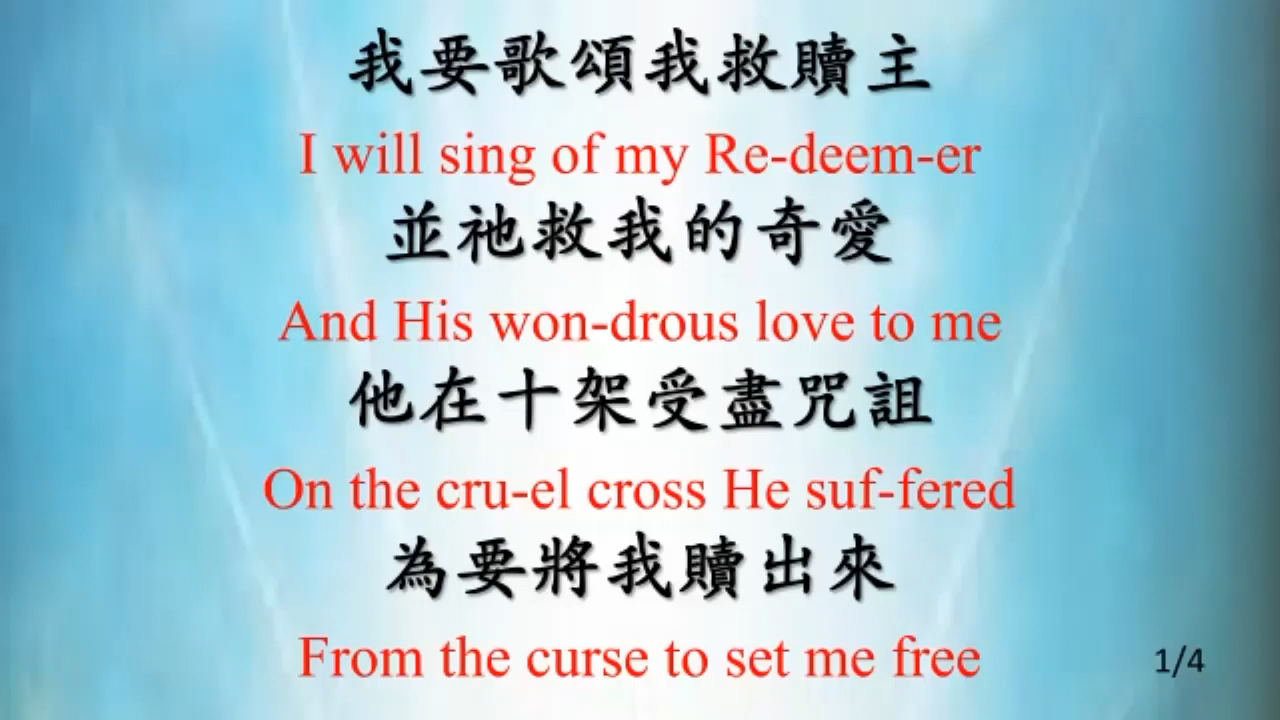 我要歌頌我救贖主
I will sing of my Re-deem-er
並祂救我的奇愛
And His won-drous love to me
他在十架受盡咒詛
On the cru-el cross He suf-fered
為要將我贖出來
From the curse to set me free
1/4